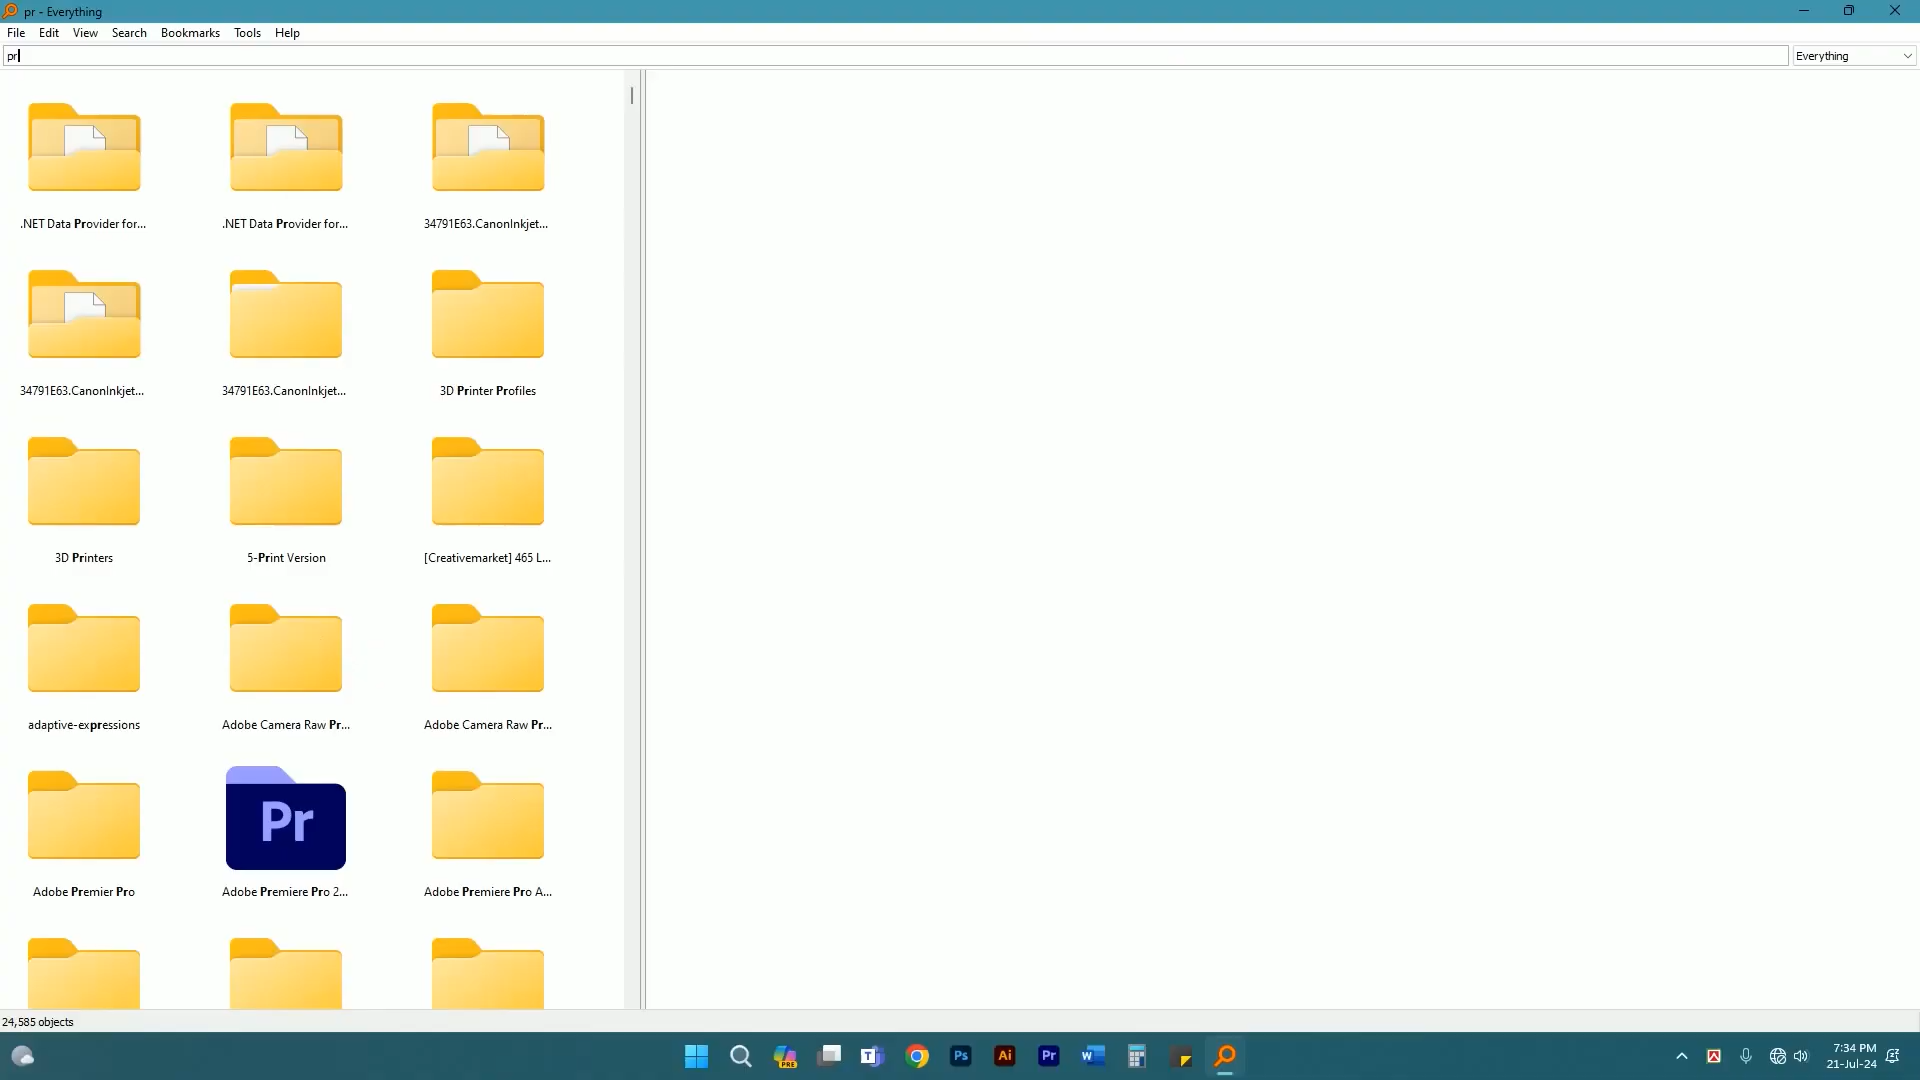 pr - Everything
File Edit View Search Bookmarks Tools Help
pr Everything
.NET Data Provider for... .NET Data Provider for... 34791E63.CanonInkjet...
34791E63.CanonInkjet... 34791E63.CanonInkjet... 3D Printer Profiles
3D Printers 5-Print Version [Creativemarket] 465 L...
adaptive-expressions Adobe Camera Raw Pr... Adobe Camera Raw Pr...
Pr
Adobe Premier Pro Adobe Premiere Pro 2... Adobe Premiere Pro A...
24,585 objects
PRE T Ps Ai Pr W
7:34 PM
21-Jul-24